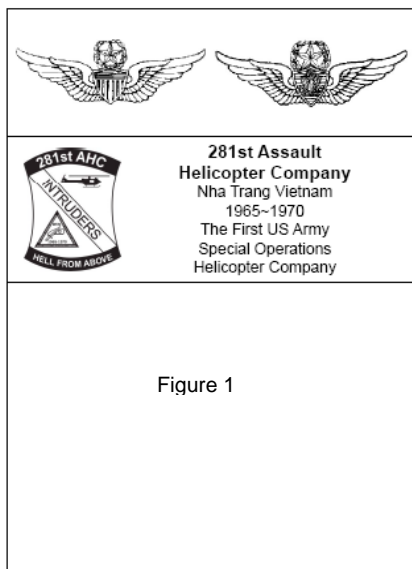 281st AHC
INTRUDERS
HELL FROM ABOVE
281st Assault
Helicopter Company
Nha Trang Vietnam
1965~1970
The First US Army
Special Operations
Helicopter Company
Figure 1